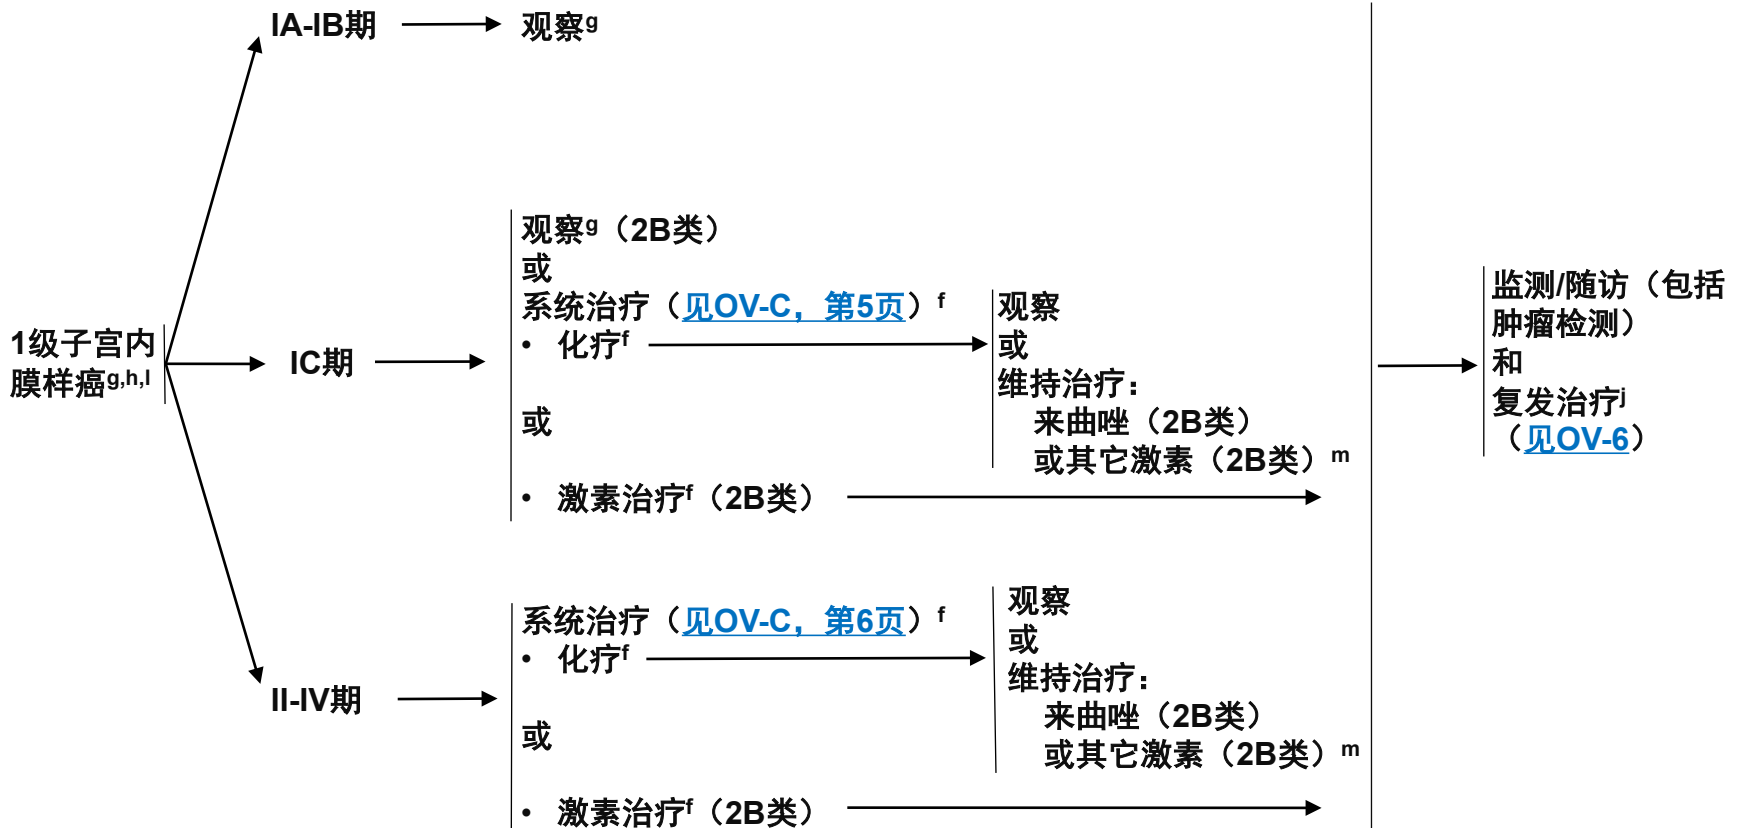 IA-IB期
观察g
1级子宫内
膜样癌g,h,l
IC期
观察g（2B类）
或
系统治疗（见OV-C，第5页）f
• 化疗f
或
• 激素治疗f（2B类）
观察
或
维持治疗：
来曲唑（2B类）
或其它激素（2B类）m
II-IV期
系统治疗（见OV-C，第6页）f
• 化疗f
或
• 激素治疗f（2B类）
观察
或
维持治疗：
来曲唑（2B类）
或其它激素（2B类）m
监测/随访（包括
肿瘤检测）
和
复发治疗j
（见OV-6）